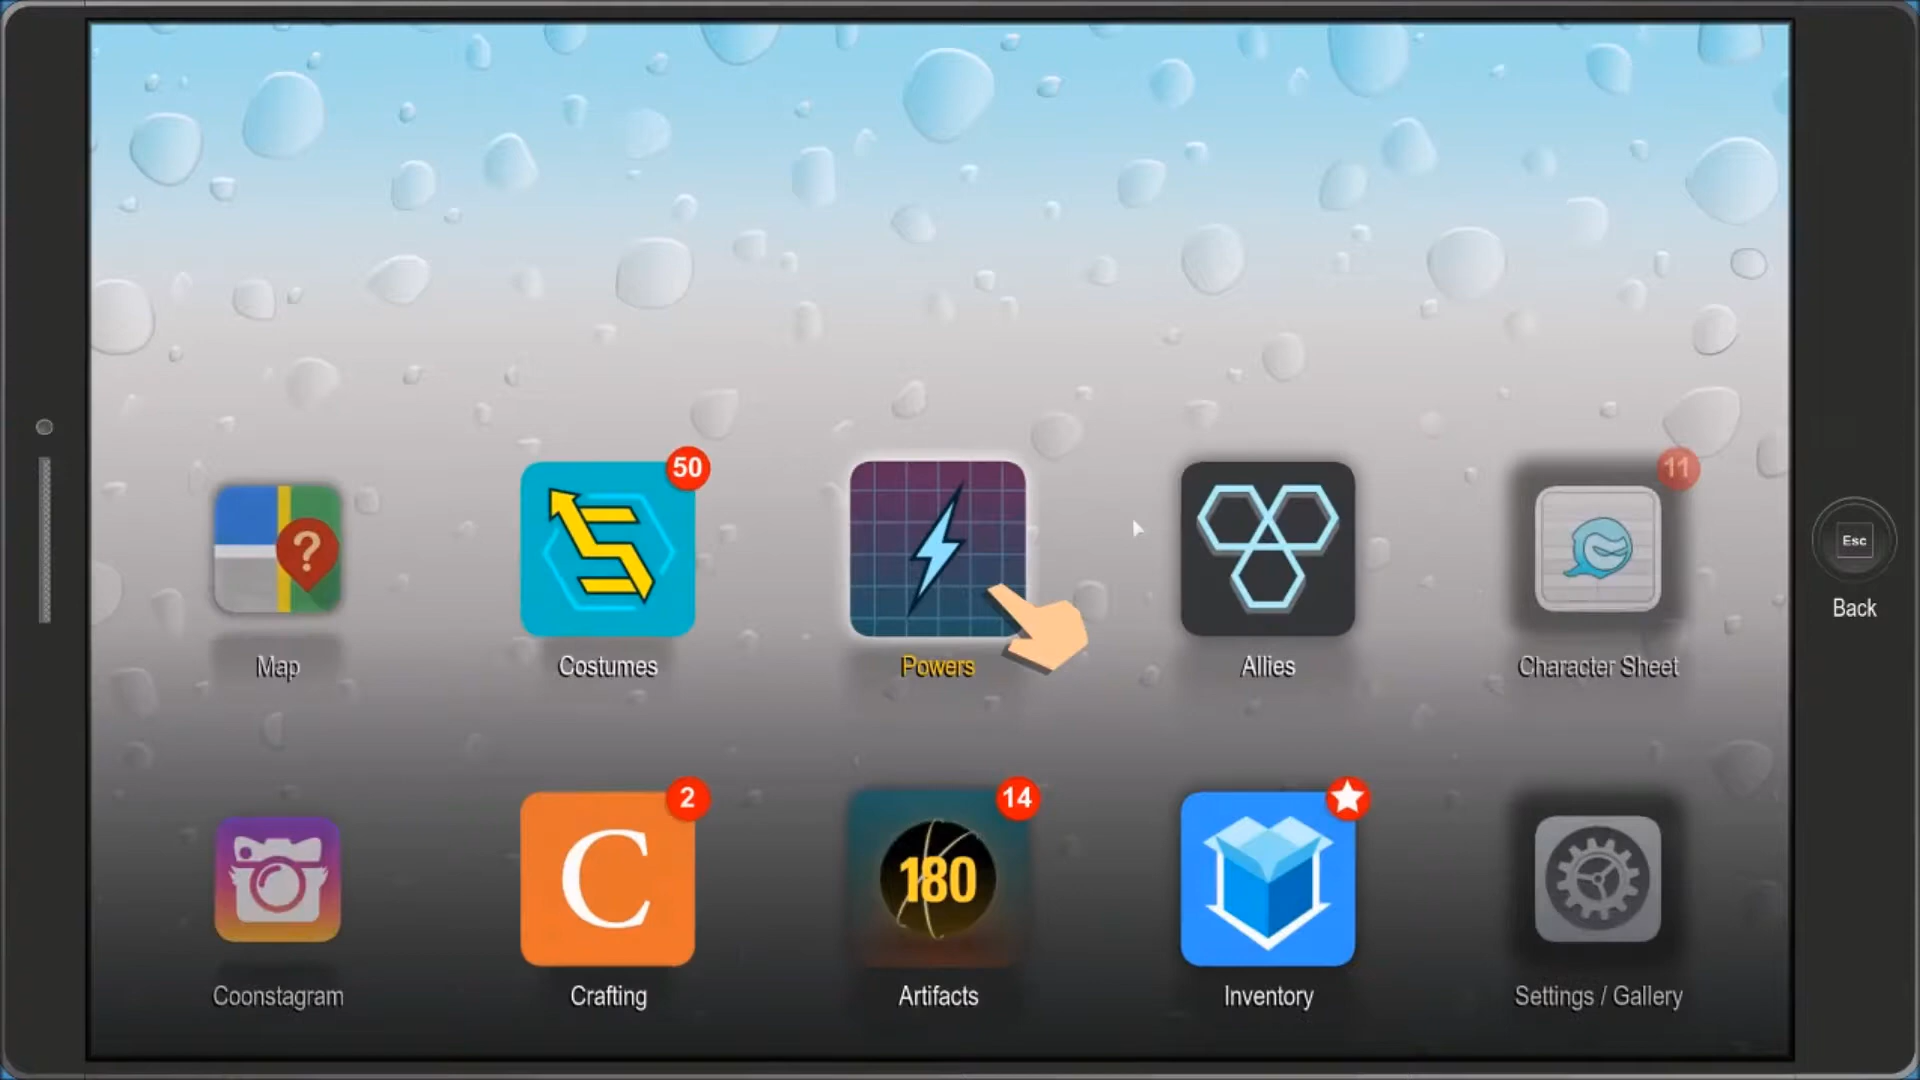 50
11
?
Esc
Back
Map
Costumes
Powers
Allies
Character Sheet
2
14
C
180
Coonstagram
Crafting
Artifacts
Inventory
Settings / Gallery